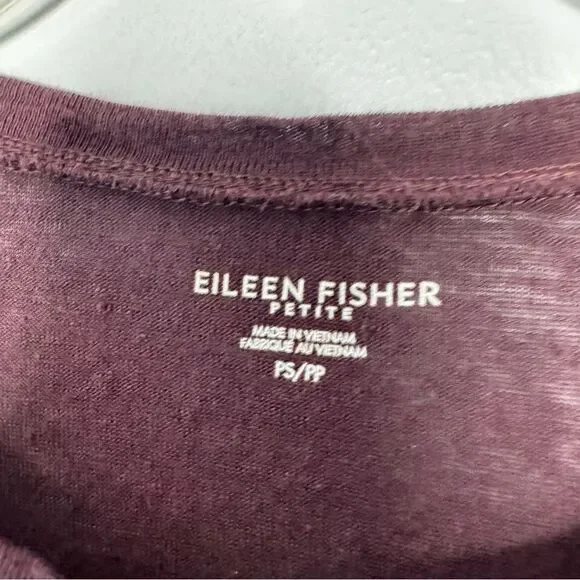 EILEEN FISHER
PETITE
MADE IN VIETNAM
FABRIQUÉ AU VIETNAM
PS/PP